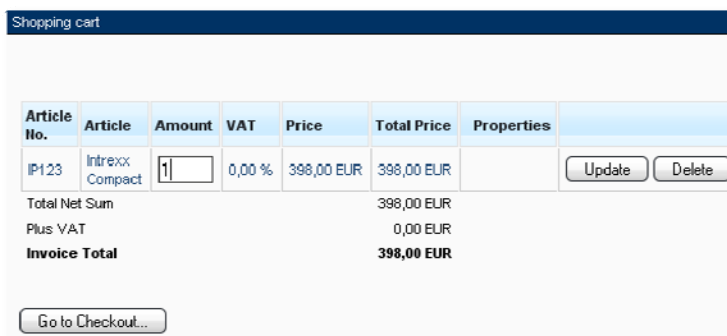 Shopping cart
Article No. Article Amount VAT Price Total Price Properties
IP123 Intrexx Compact 1 0,00 % 398,00 EUR 398,00 EUR Update Delete
Total Net Sum 398,00 EUR
Plus VAT 0,00 EUR
Invoice Total 398,00 EUR
Go to Checkout...